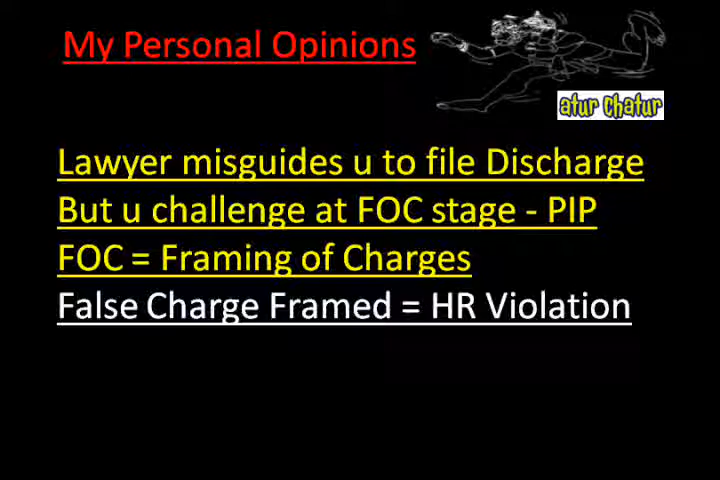 My Personal Opinions
atur chatur
Lawyer misguides u to file Discharge
But u challenge at FOC stage - PIP
FOC = Framing of Charges
False Charge Framed = HR Violation